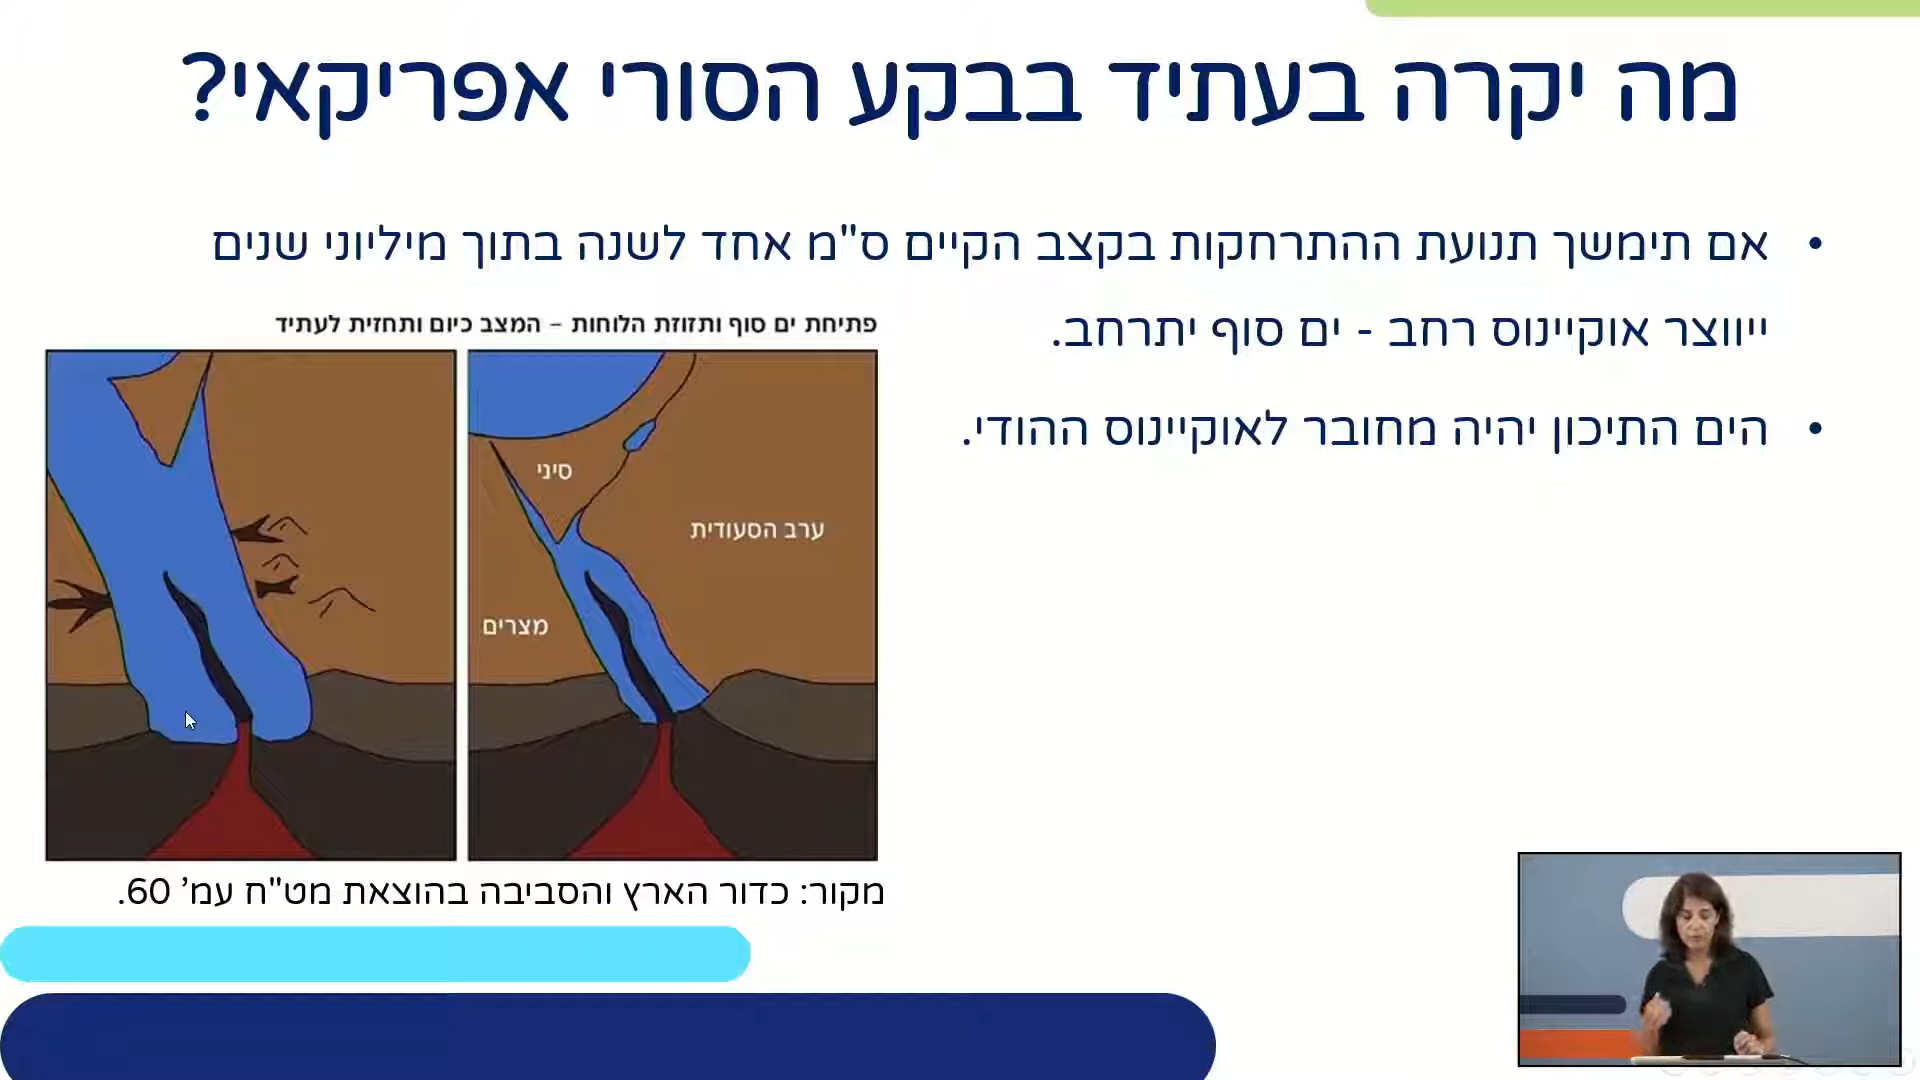 מה יקרה בעתיד בבקע הסורי אפריקאי?
• אם תימשך תנועת ההתרחקות בקצב הקיים ס"מ אחד לשנה בתוך מיליוני שנים
ייווצר אוקיינוס רחב - ים סוף יתרחב.
• הים התיכון יהיה מחובר לאוקיינוס ההודי.
פתיחת ים סוף ותזוזת הלוחות – המצב כיום ותחזית לעתיד
סיני
ערב הסעודית
מצרים
מקור: כדור הארץ והסביבה בהוצאת מט"ח עמ' 60.